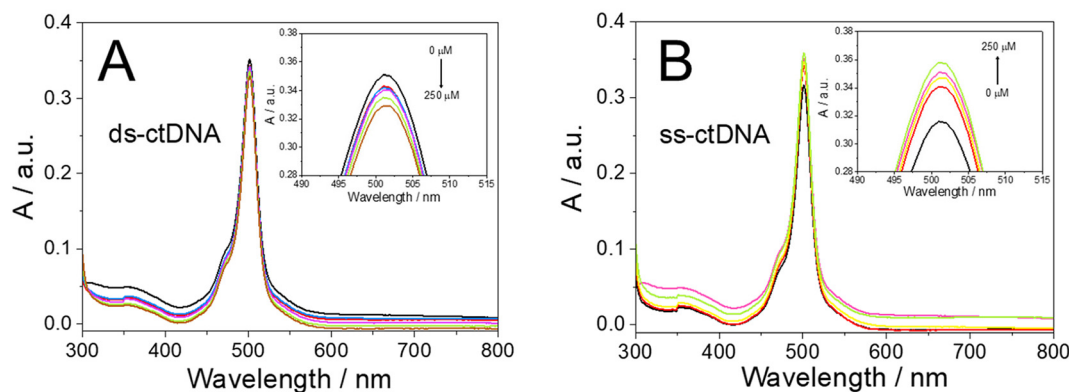 A
ds-ctDNA
A / a.u.
0.4
0.3
0.2
0.1
0.0
300 400 500 600 700 800
Wavelength / nm
A / a.u.
0.38
0.36
0.34
0.32
0.30
0.28
490 495 500 505 510 515
Wavelength / nm
0 μM
250 μM
B
ss-ctDNA
A / a.u.
0.4
0.3
0.2
0.1
0.0
300 400 500 600 700 800
Wavelength / nm
A / a.u.
0.38
0.36
0.34
0.32
0.30
0.28
490 495 500 505 510 515
Wavelength / nm
250 μM
0 μM